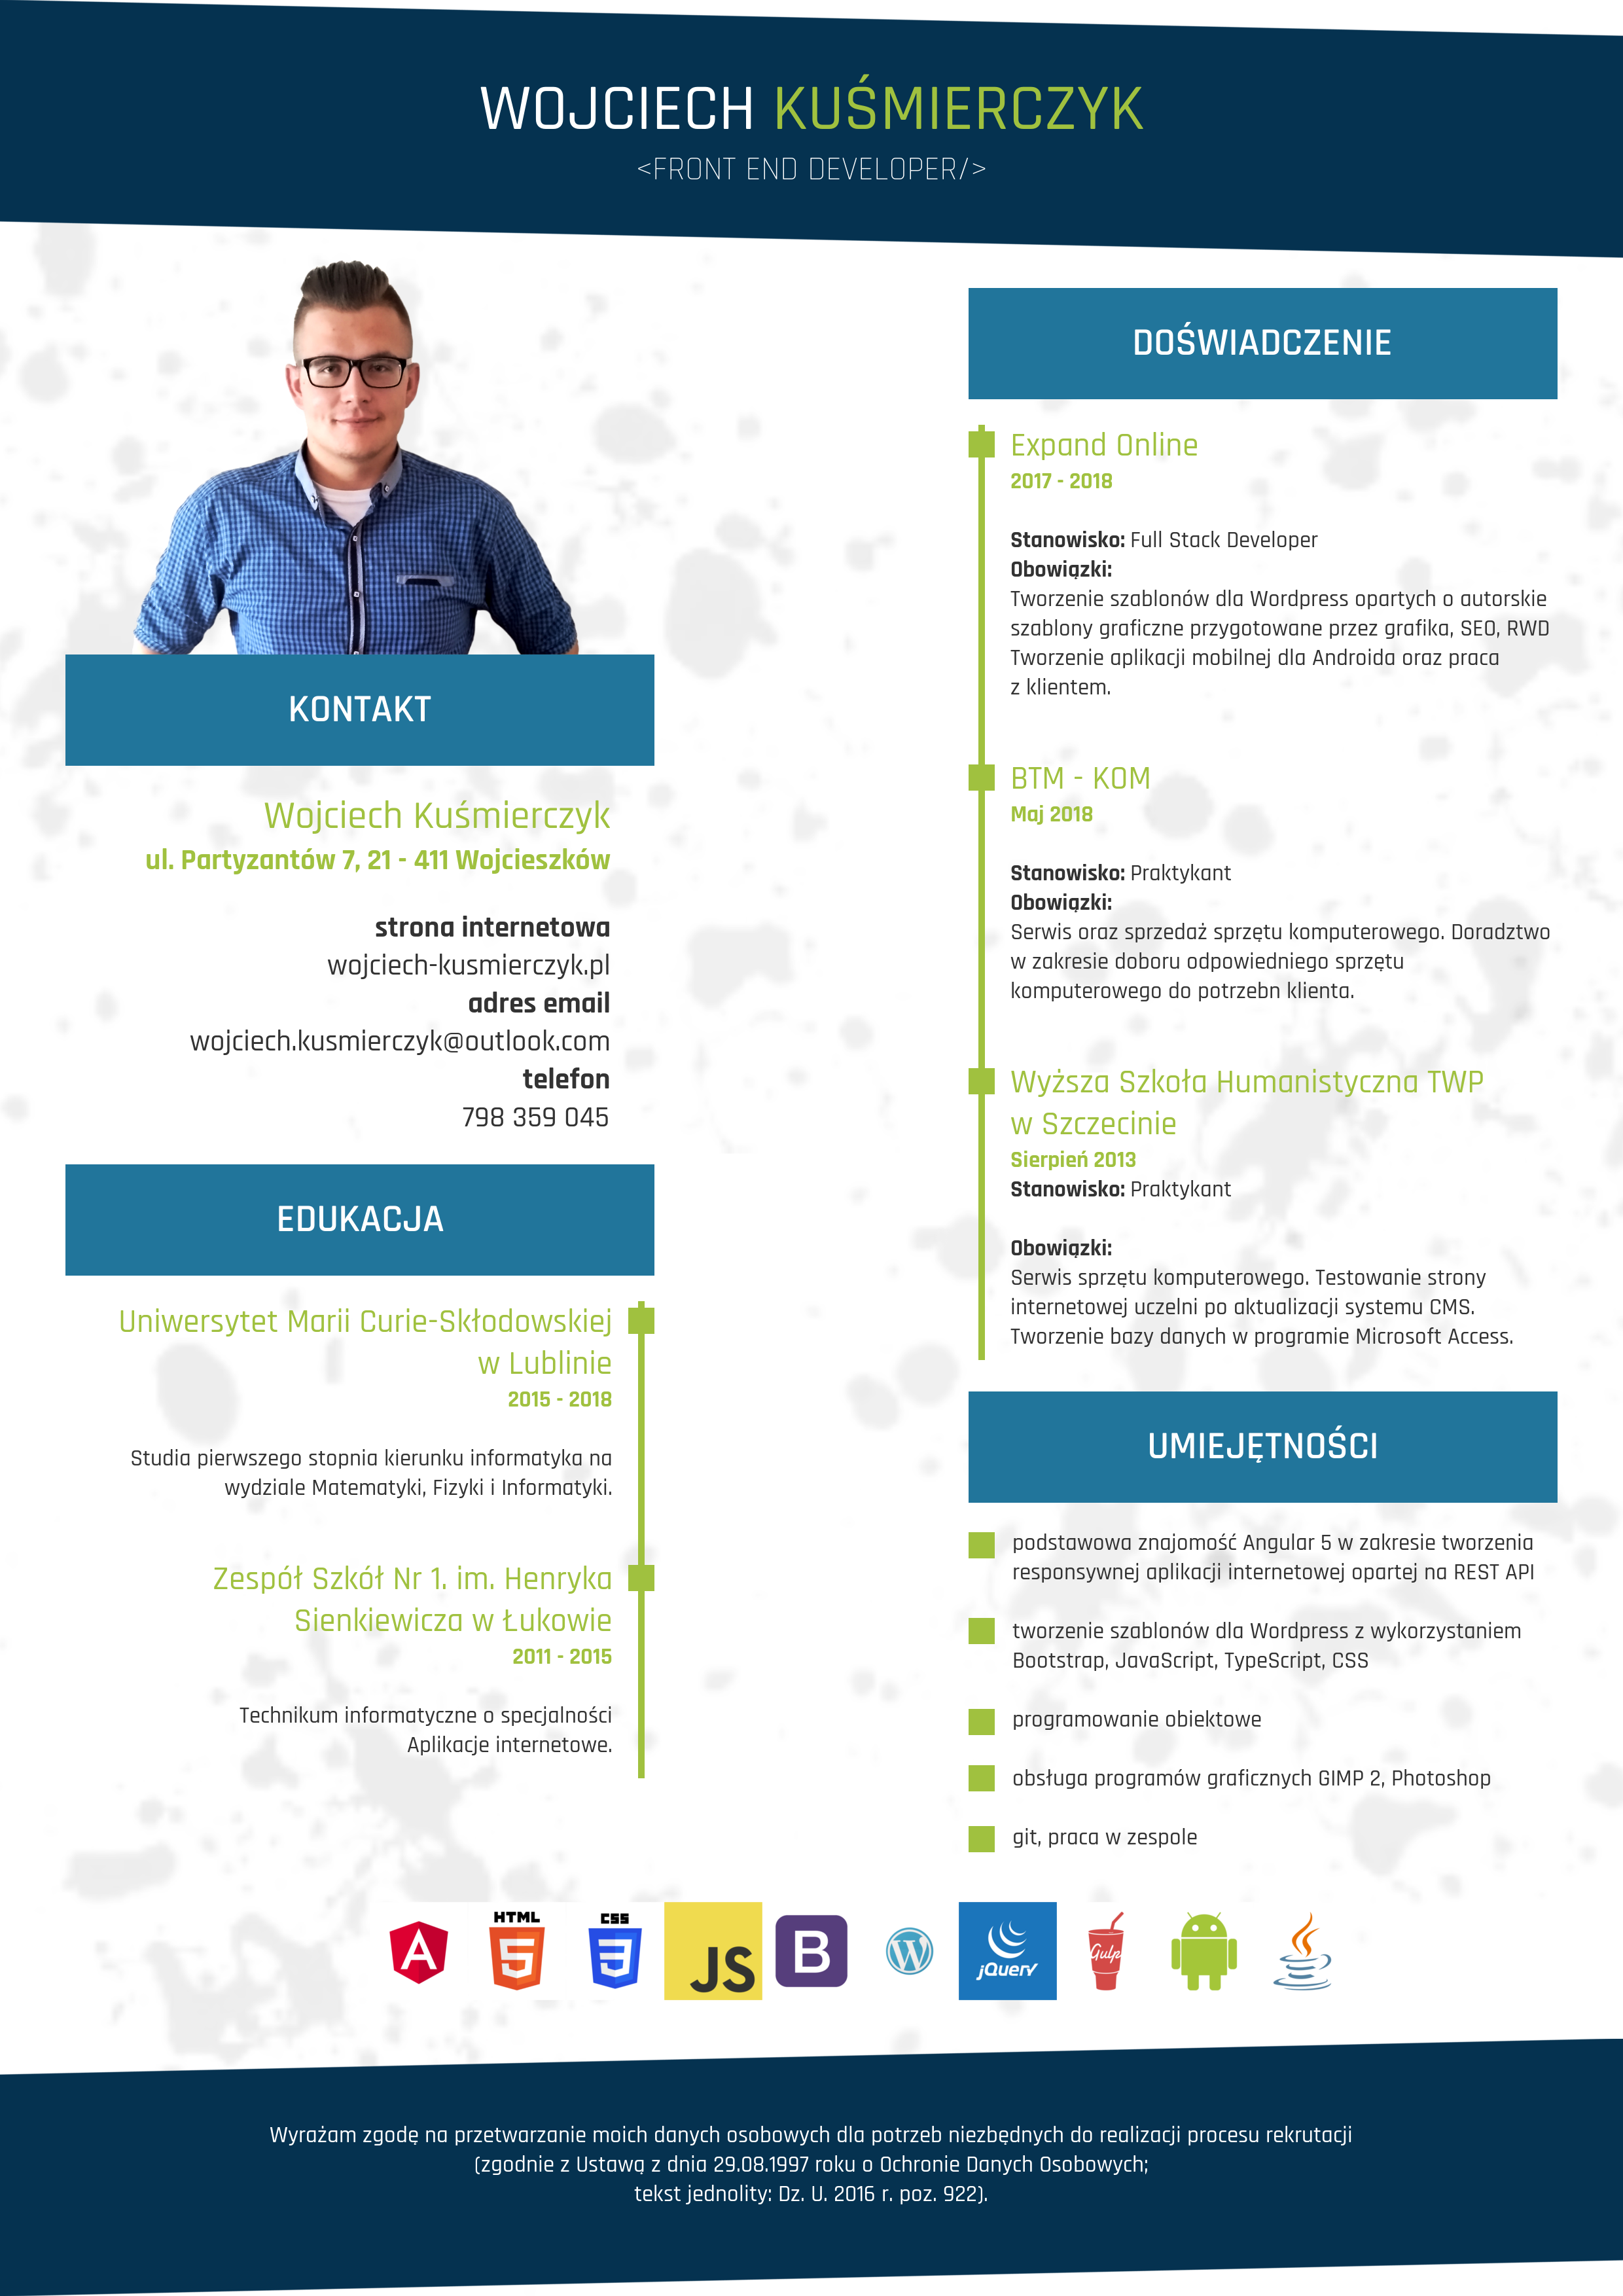 WOJCIECH KUŚMIERCZYK
<FRONT END DEVELOPER/>
KONTAKT
Wojciech Kuśmierczyk
ul. Partyzantów 7, 21 - 411 Wojcieszków
strona internetowa
wojciech-kusmierczyk.pl
adres email
wojciech.kusmierczyk@outlook.com
telefon
798 359 045
EDUKACJA
Uniwersytet Marii Curie-Skłodowskiej
w Lublinie
2015 - 2018
Studia pierwszego stopnia kierunku informatyka na
wydziale Matematyki, Fizyki i Informatyki.
Zespół Szkół Nr 1. im. Henryka
Sienkiewicza w Łukowie
2011 - 2015
Technikum informatyczne o specjalności
Aplikacje internetowe.
DOŚWIADCZENIE
Expand Online
2017 - 2018
Stanowisko: Full Stack Developer
Obowiązki:
Tworzenie szablonów dla Wordpress opartych o autorskie
szablony graficzne przygotowane przez grafika, SEO, RWD
Tworzenie aplikacji mobilnej dla Androida oraz praca
z klientem.
BTM - KOM
Maj 2018
Stanowisko: Praktykant
Obowiązki:
Serwis oraz sprzedaż sprzętu komputerowego. Doradztwo
w zakresie doboru odpowiedniego sprzętu
komputerowego do potrzebn klienta.
Wyższa Szkoła Humanistyczna TWP
w Szczecinie
Sierpień 2013
Stanowisko: Praktykant
Obowiązki:
Serwis sprzętu komputerowego. Testowanie strony
internetowej uczelni po aktualizacji systemu CMS.
Tworzenie bazy danych w programie Microsoft Access.
UMIEJĘTNOŚCI
podstawowa znajomość Angular 5 w zakresie tworzenia
responsywnej aplikacji internetowej opartej na REST API
tworzenie szablonów dla Wordpress z wykorzystaniem
Bootstrap, JavaScript, TypeScript, CSS
programowanie obiektowe
obsługa programów graficznych GIMP 2, Photoshop
git, praca w zespole
A HTML 5 CSS 3 JS B W jQuery Gulp
Wyrażam zgodę na przetwarzanie moich danych osobowych dla potrzeb niezbędnych do realizacji procesu rekrutacji
(zgodnie z Ustawą z dnia 29.08.1997 roku o Ochronie Danych Osobowych;
tekst jednolity: Dz. U. 2016 r. poz. 922).